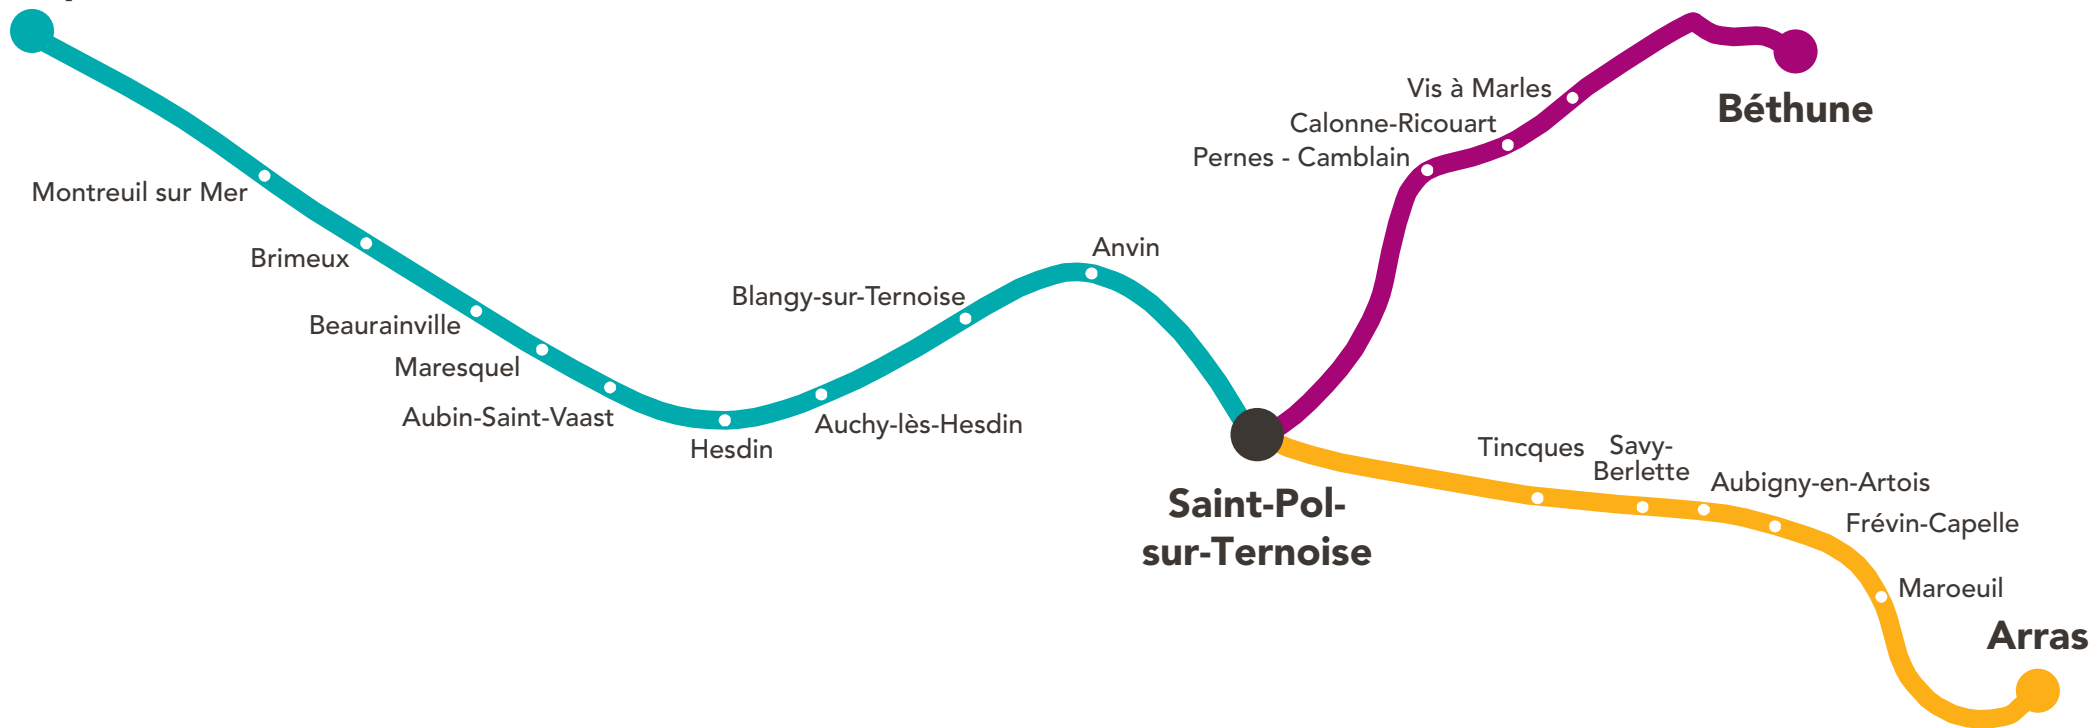 Montreuil sur Mer
Brimeux
Beaurainville
Maresquel
Aubin-Saint-Vaast
Hesdin
Auchy-lès-Hesdin
Blangy-sur-Ternoise
Anvin
Saint-Pol-
sur-Ternoise
Pernes - Camblain
Calonne-Ricouart
Vis à Marles
Béthune
Tincques
Savy-
Berlette
Aubigny-en-Artois
Frévin-Capelle
Maroeuil
Arras